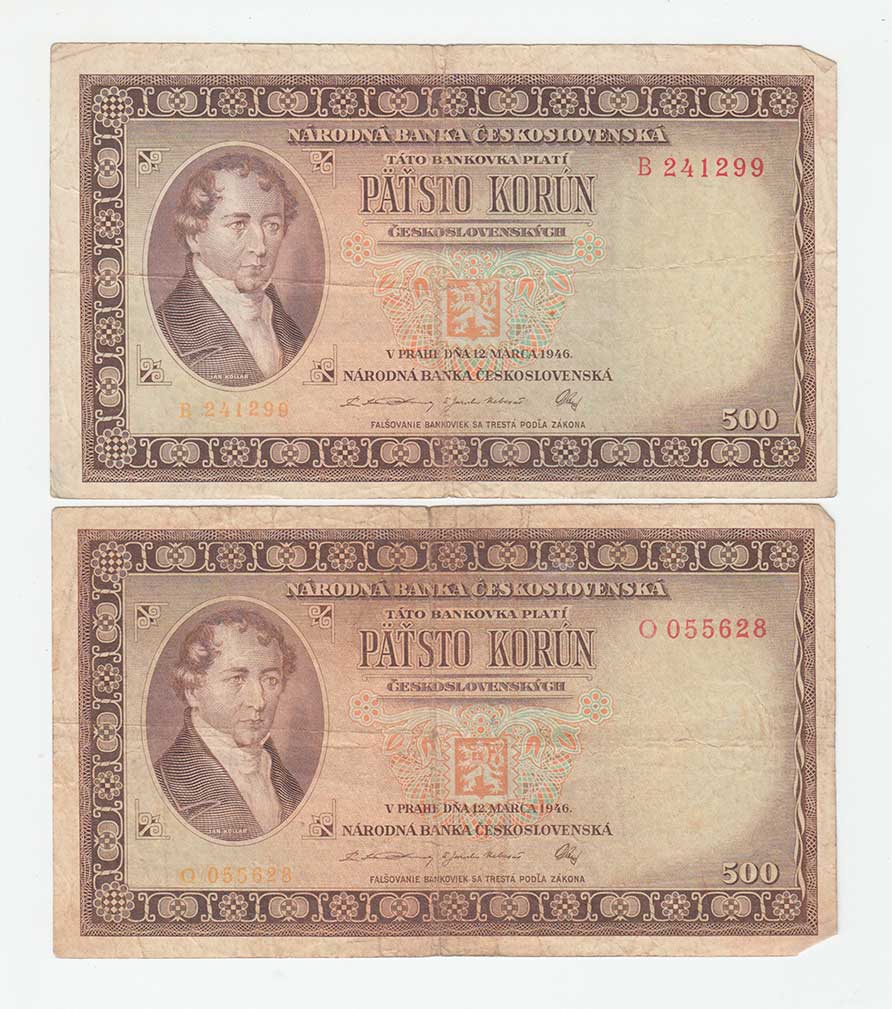 NÁRODNÁ BANKA ČESKOSLOVENSKÁ
TÁTO BANKOVKA PLATÍ
B 241299
PÄŤSTO KORÚN
ČESKOSLOVENSKÝCH
V PRAHE DŇA 12. MARCA 1946.
JÁN KOLLÁR
NÁRODNÁ BANKA ČESKOSLOVENSKÁ
B 241299
500
FALŠOVANIE BANKOVIEK SA TRESTÁ PODĽA ZÁKONA
NÁRODNÁ BANKA ČESKOSLOVENSKÁ
TÁTO BANKOVKA PLATÍ
O 055628
PÄŤSTO KORÚN
ČESKOSLOVENSKÝCH
V PRAHE DŇA 12. MARCA 1946.
JÁN KOLLÁR
NÁRODNÁ BANKA ČESKOSLOVENSKÁ
O 055628
500
FALŠOVANIE BANKOVIEK SA TRESTÁ PODĽA ZÁKONA